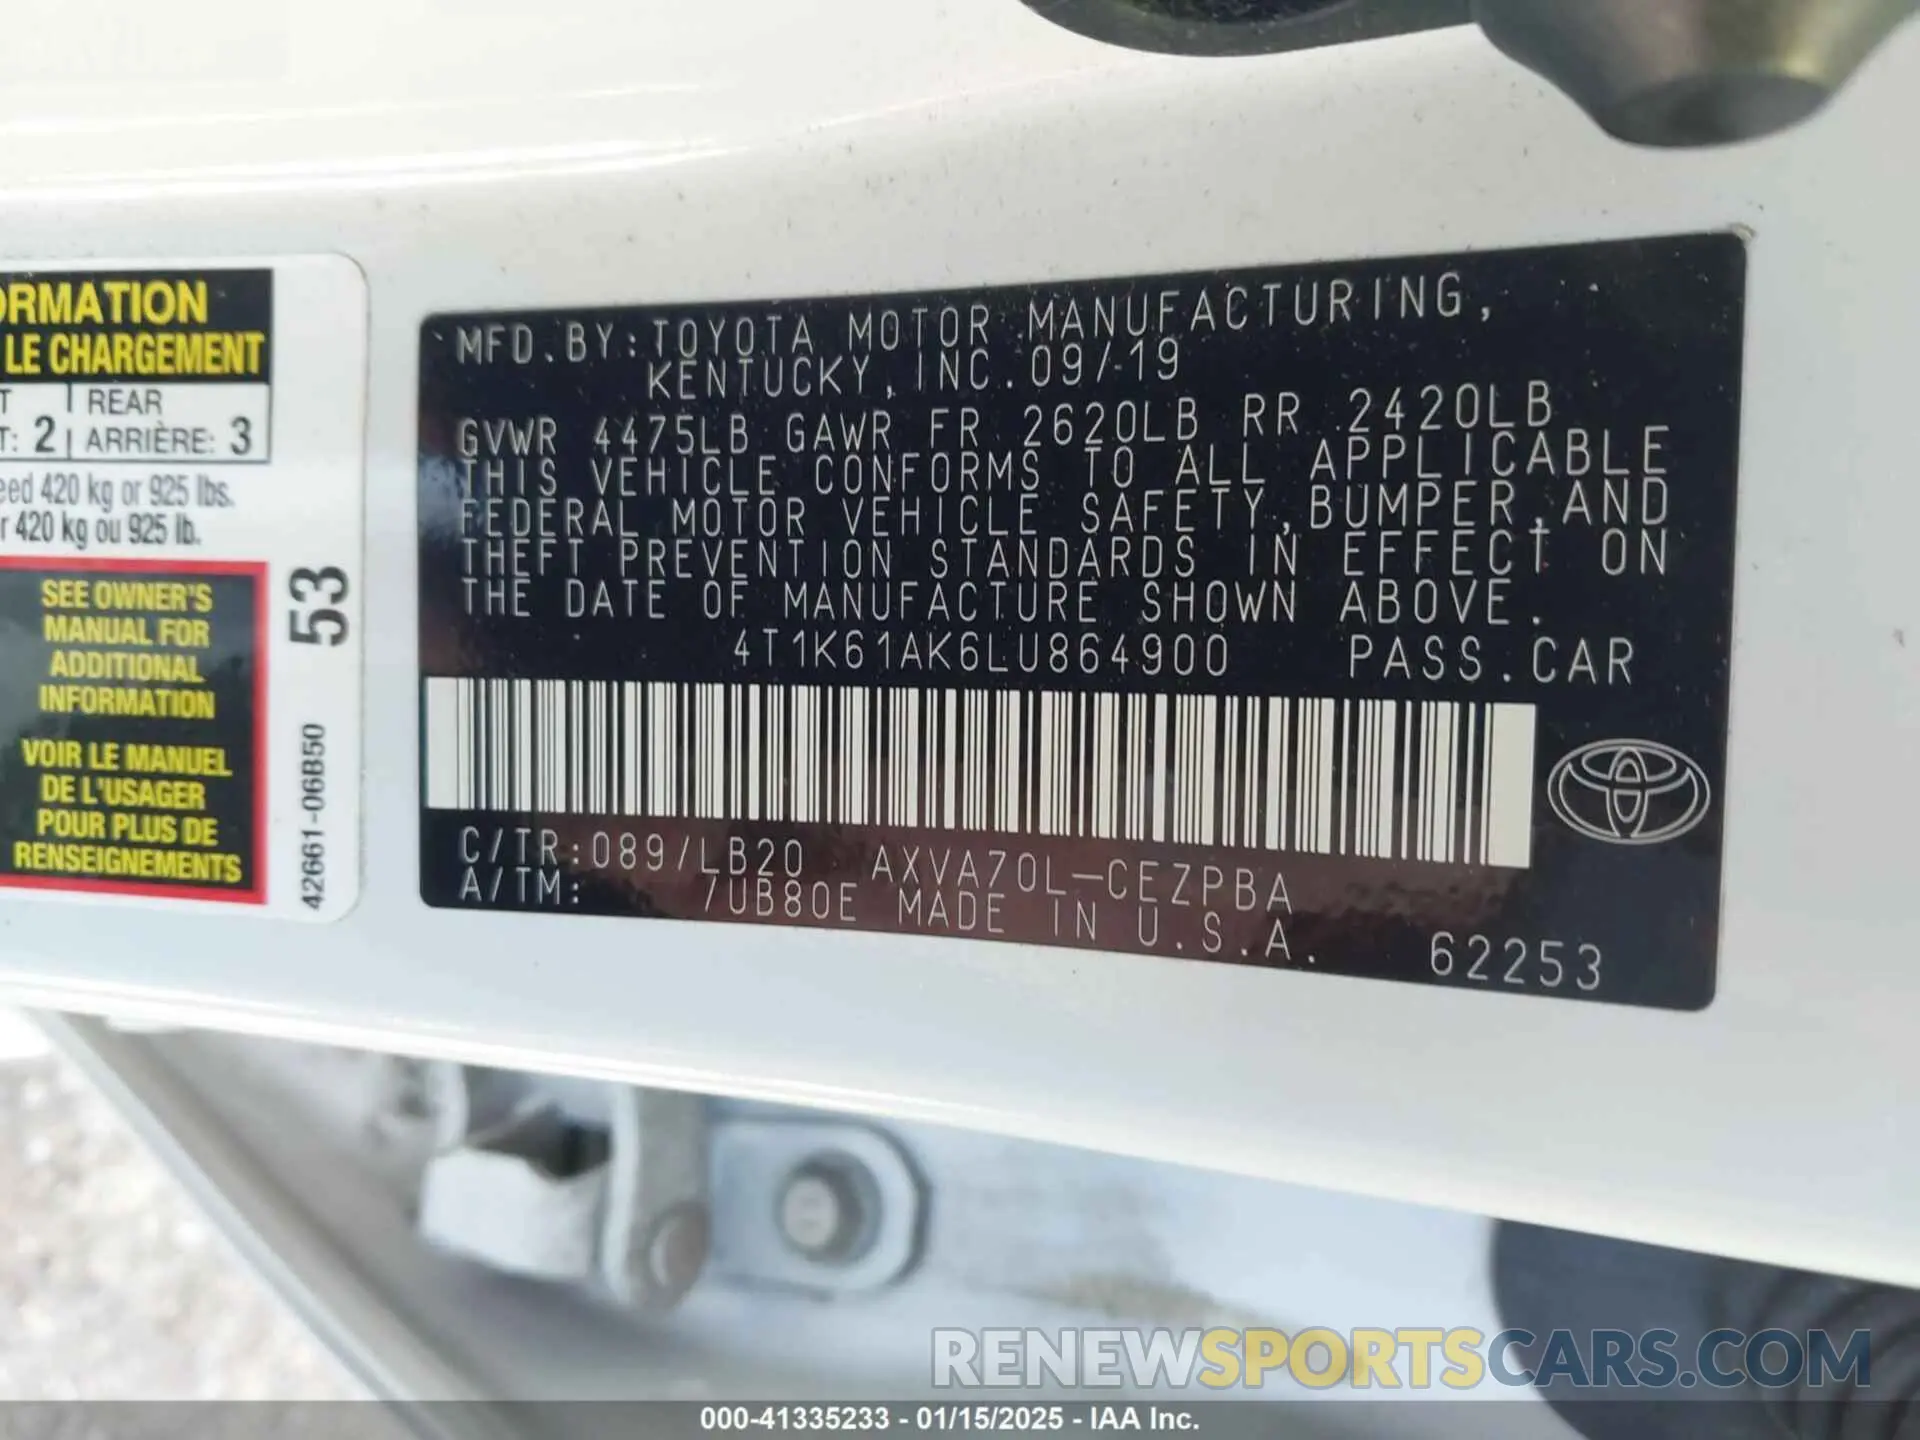 ORMATION
LE CHARGEMENT
T REAR
T: 2 ARRIÈRE: 3
eed 420 kg or 925 lbs.
r 420 kg ou 925 lb.
SEE OWNER'S
MANUAL FOR
ADDITIONAL
INFORMATION
VOIR LE MANUEL
DE L'USAGER
POUR PLUS DE
RENSEIGNEMENTS
53
42661-06B50
MFD.BY:TOYOTA MOTOR MANUFACTURING,
KENTUCKY, INC. 09/19
GVWR 4475LB GAWR FR 2620LB RR 2420LB
THIS VEHICLE CONFORMS TO ALL APPLICABLE
FEDERAL MOTOR VEHICLE SAFETY,BUMPER,AND
THEFT PREVENTION STANDARDS IN EFFECT ON
THE DATE OF MANUFACTURE SHOWN ABOVE.
4T1K61AK6LU864900 PASS.CAR
C/TR:089/LB20 AXVA70L-CEZPBA
A/TM: 7UB80E MADE IN U.S.A.
62253
RENEWSPORTSCARS.COM
000-41335233 - 01/15/2025 - IAA Inc.